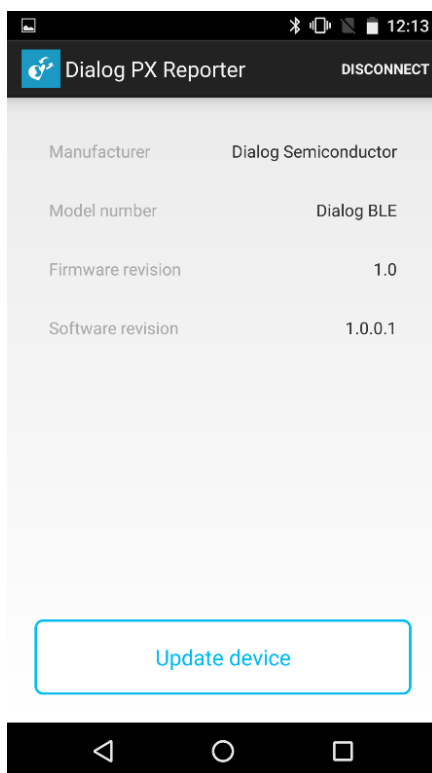 12:13
Dialog PX Reporter DISCONNECT
Manufacturer Dialog Semiconductor
Model number Dialog BLE
Firmware revision 1.0
Software revision 1.0.0.1
Update device